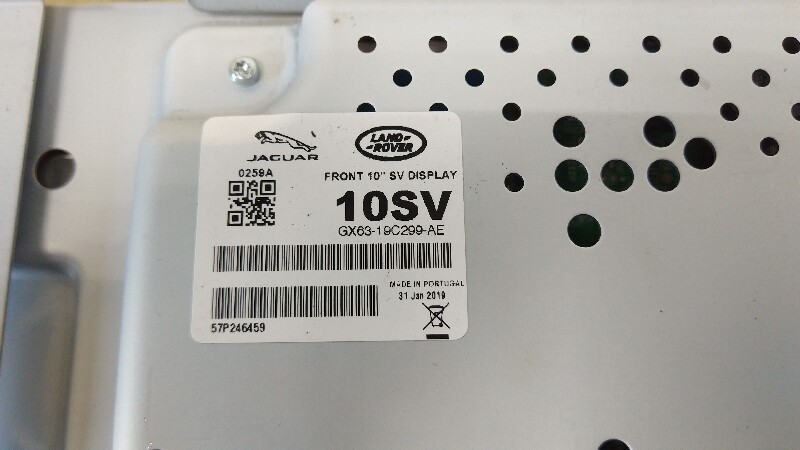 JAGUAR
LAND-
-ROVER
0259A
FRONT 10" SV DISPLAY
10SV
GX63-19C299-AE
MADE IN PORTUGAL
31 Jan 2019
57P246459